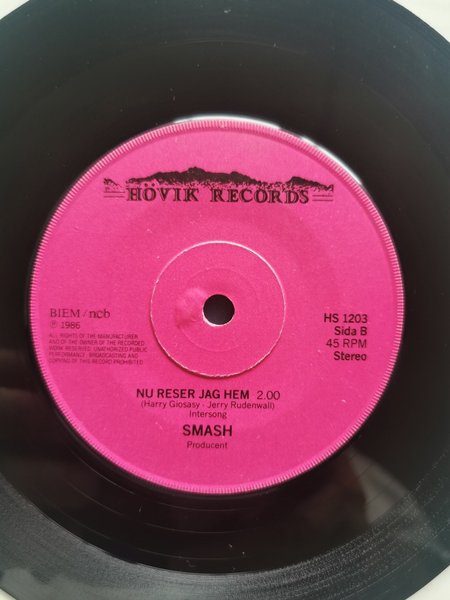 HÖVIK RECORDS
BIEM/ncb
℗ 1986
ALL RIGHTS OF THE MANUFACTURER
AND OF THE OWNER OF THE RECORDED
WORK RESERVED. UNATHORIZED PUBLIC
PERFORMANCE, BROADCASTING AND
COPYING OF THIS RECORD PROHIBITED
HS 1203
Sida B
45 RPM
Stereo
NU RESER JAG HEM 2.00
(Harry Giosasy - Jerry Rudenwall)
Intersong
SMASH
Producent